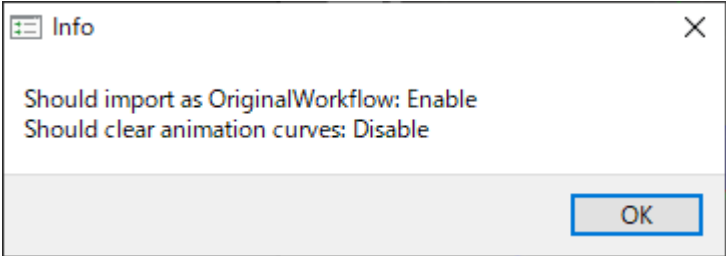 Info
Should import as OriginalWorkflow: Enable
Should clear animation curves: Disable
OK